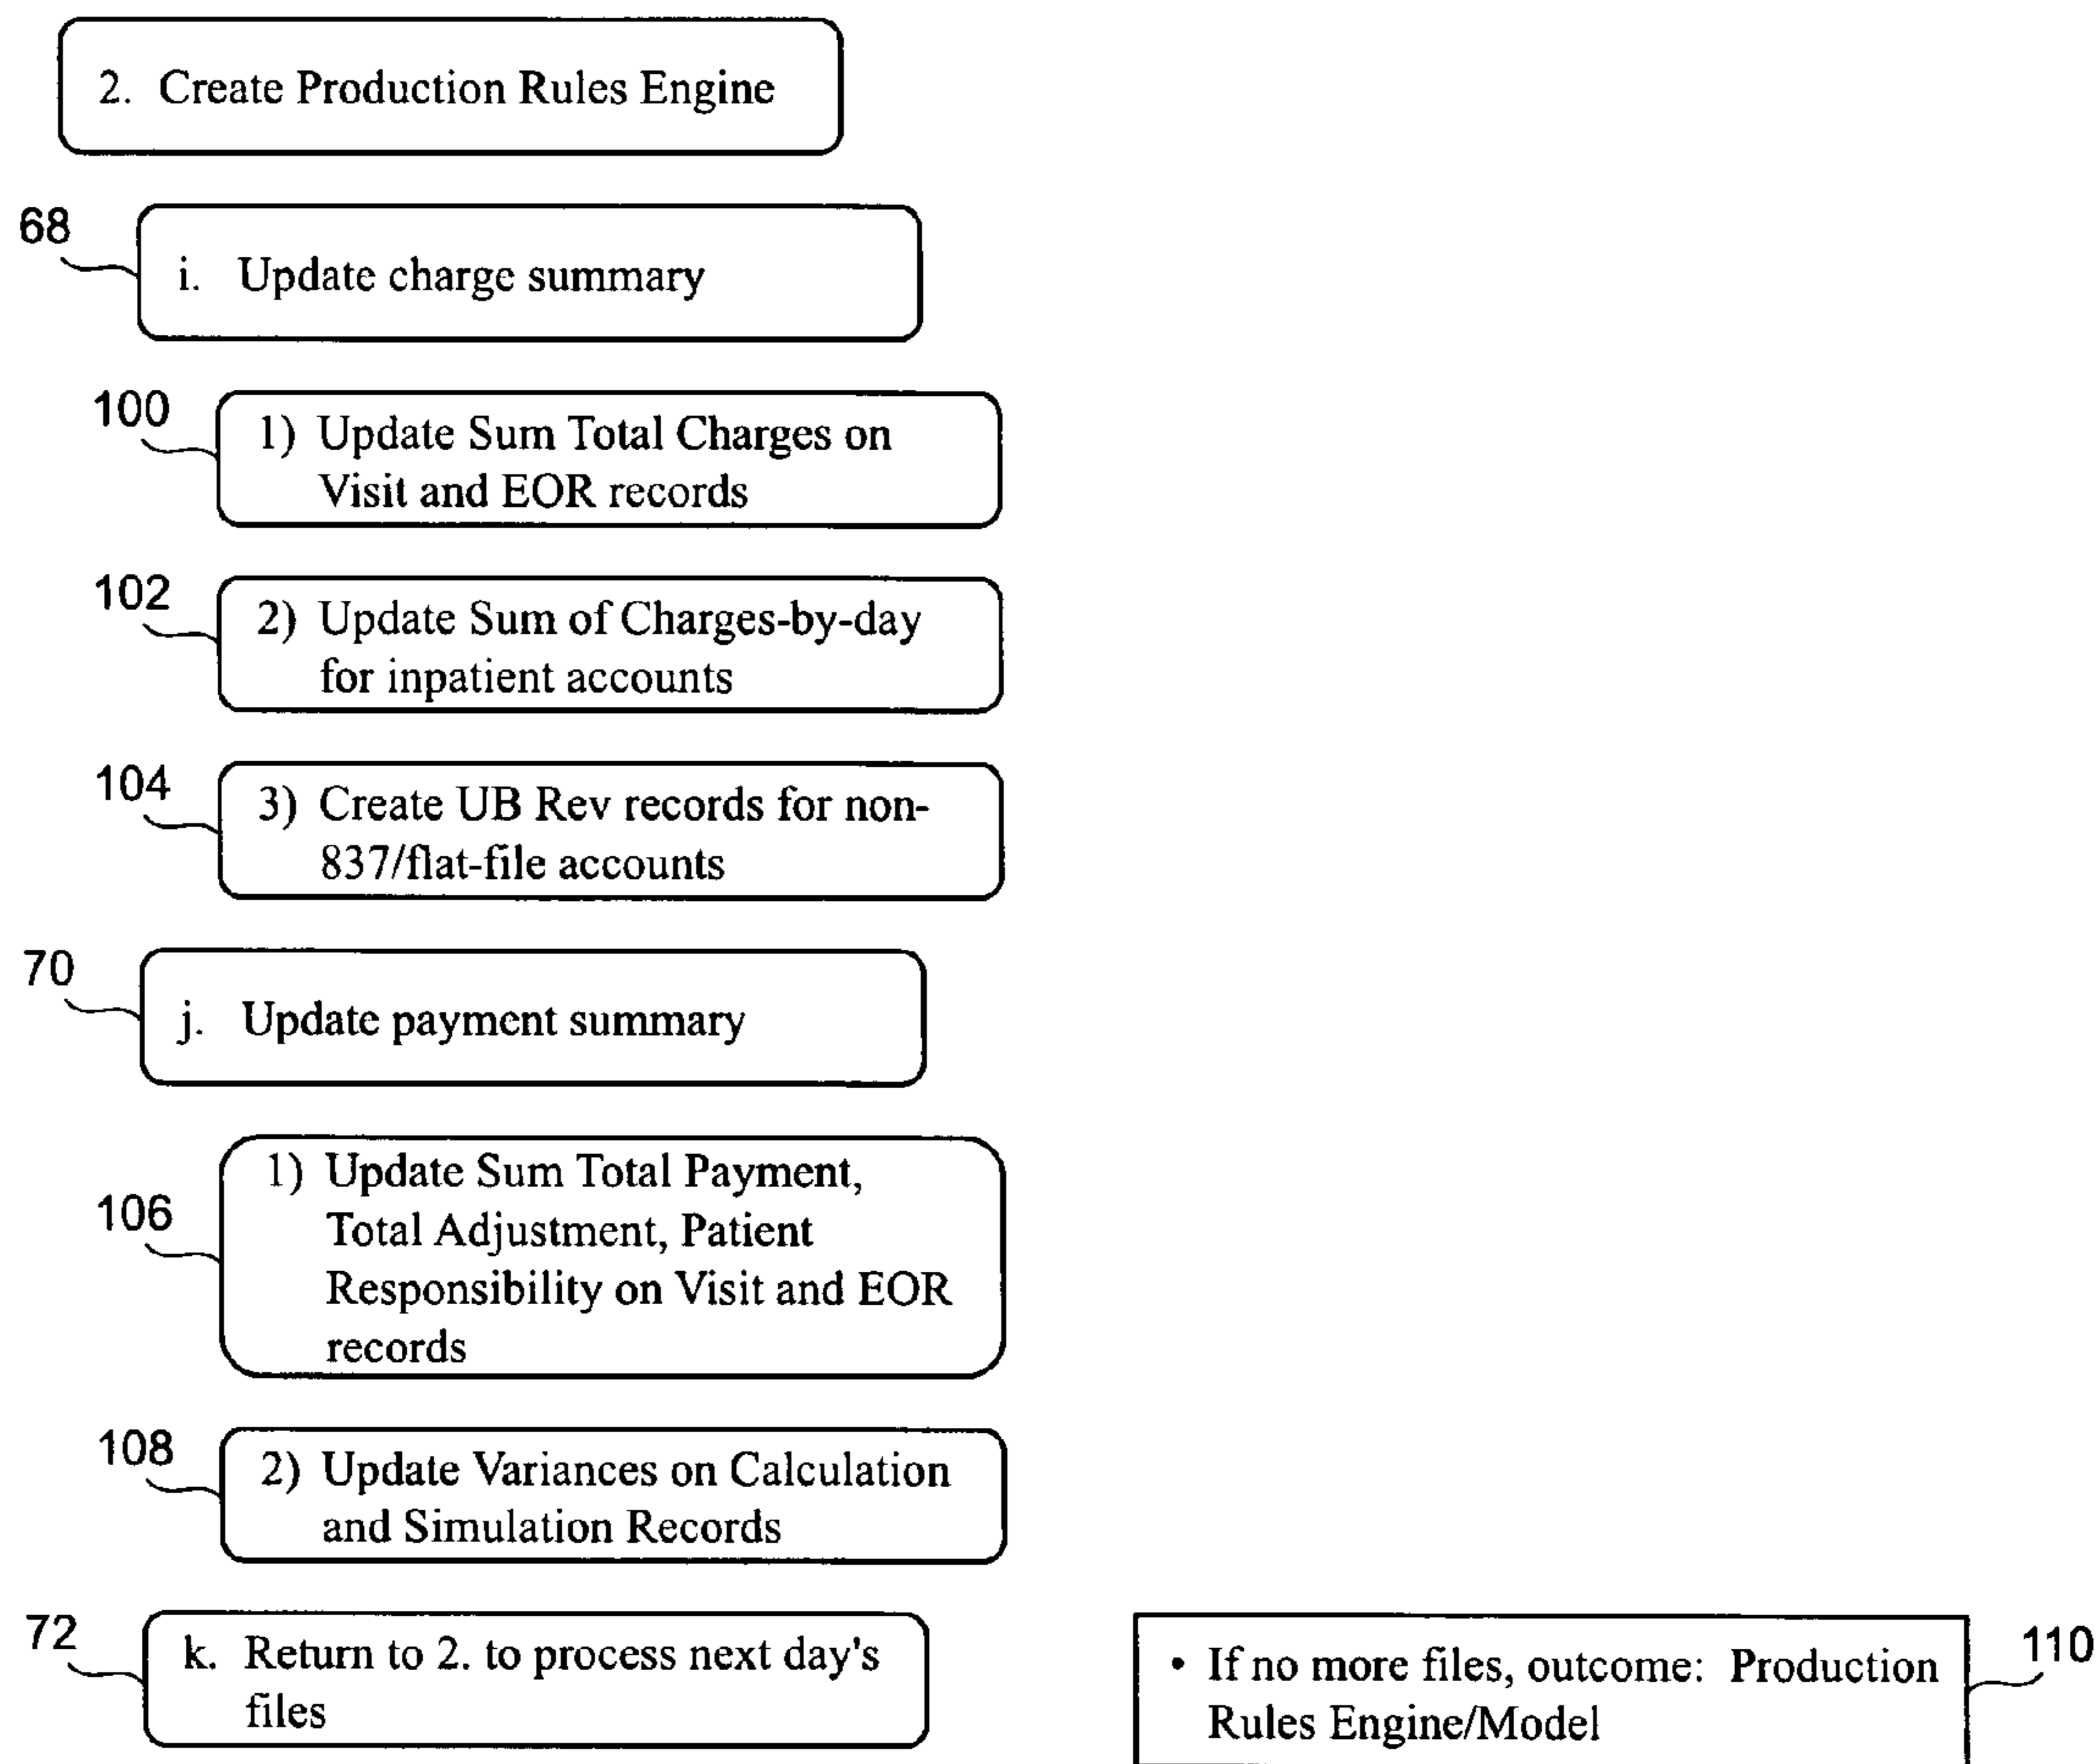 2. Create Production Rules Engine
68
i. Update charge summary
100
1) Update Sum Total Charges on
Visit and EOR records
102
2) Update Sum of Charges-by-day
for inpatient accounts
104
3) Create UB Rev records for non-
837/flat-file accounts
70
j. Update payment summary
106
1) Update Sum Total Payment,
Total Adjustment, Patient
Responsibility on Visit and EOR
records
108
2) Update Variances on Calculation
and Simulation Records
72
k. Return to 2. to process next day's
files
• If no more files, outcome: Production
Rules Engine/Model
110